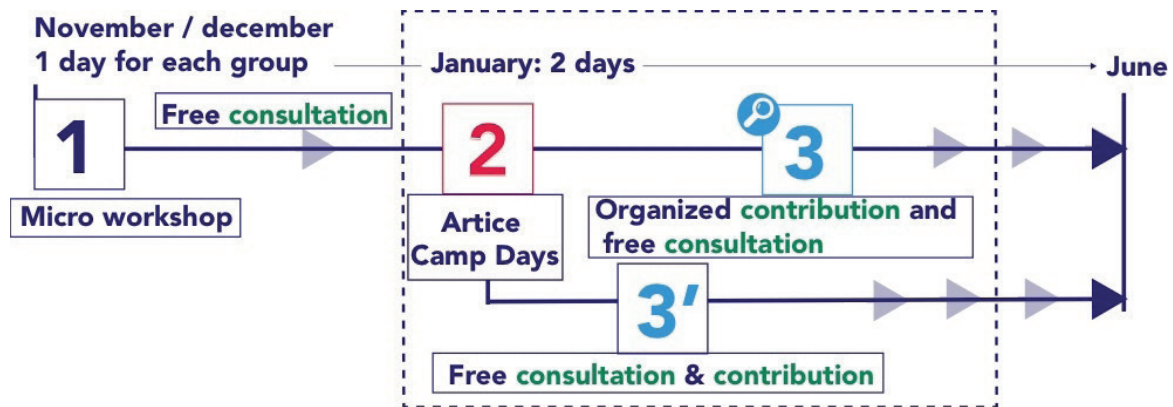 November / december
1 day for each group
January: 2 days
June
Free consultation
1
2
3
Micro workshop
Artice
Camp Days
Organized contribution and
free consultation
3′
Free consultation & contribution